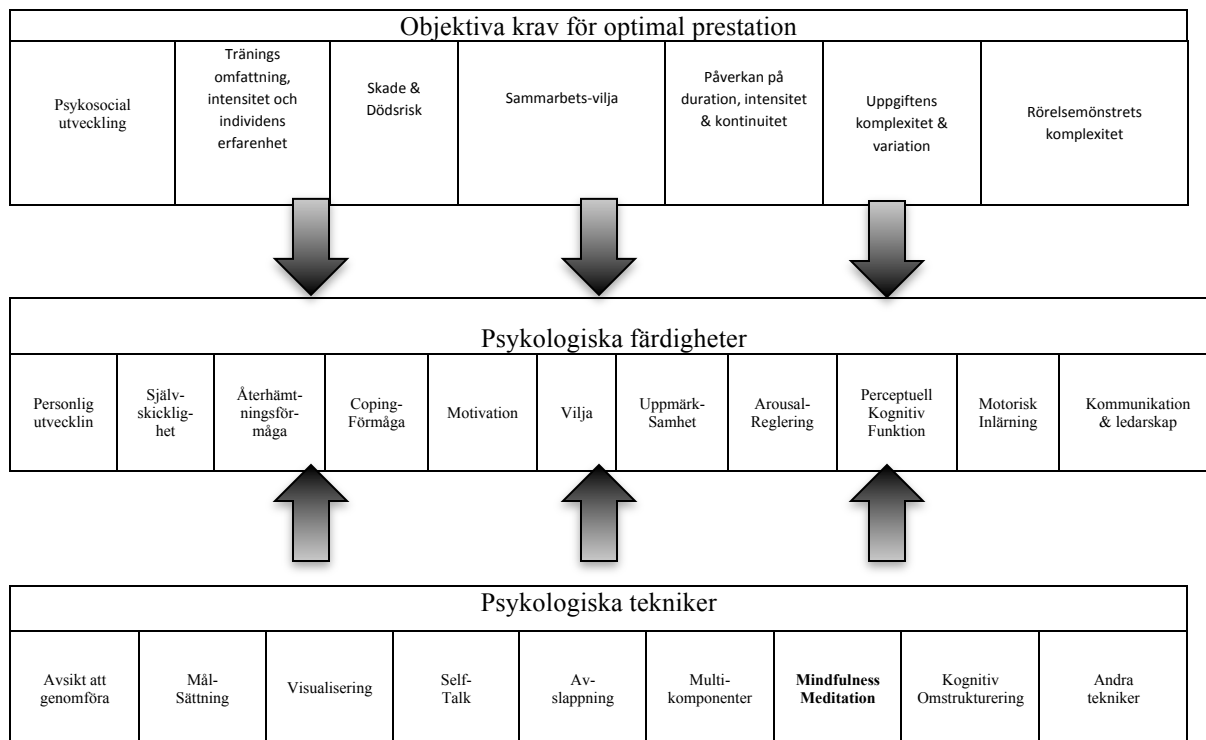 Objektiva krav för optimal prestation
Psykosocial
utveckling
Tränings
omfattning,
intensitet och
individens
erfarenhet
Skade &
Dödsrisk
Sammarbets-vilja
Påverkan på
duration, intensitet
& kontinuitet
Uppgiftens
komplexitet &
variation
Rörelsemönstrets
komplexitet
Psykologiska färdigheter
Personlig
utvecklin
Själv-
skicklig-
het
Återhämt-
ningsför-
måga
Coping-
Förmåga
Motivation
Vilja
Uppmärk-
Samhet
Arousal-
Reglering
Perceptuell
Kognitiv
Funktion
Motorisk
Inlärning
Kommunikation
& ledarskap
Psykologiska tekniker
Avsikt att
genomföra
Mål-
Sättning
Visualisering
Self-
Talk
Av-
slappning
Multi-
komponenter
Mindfulness
Meditation
Kognitiv
Omstrukturering
Andra
tekniker